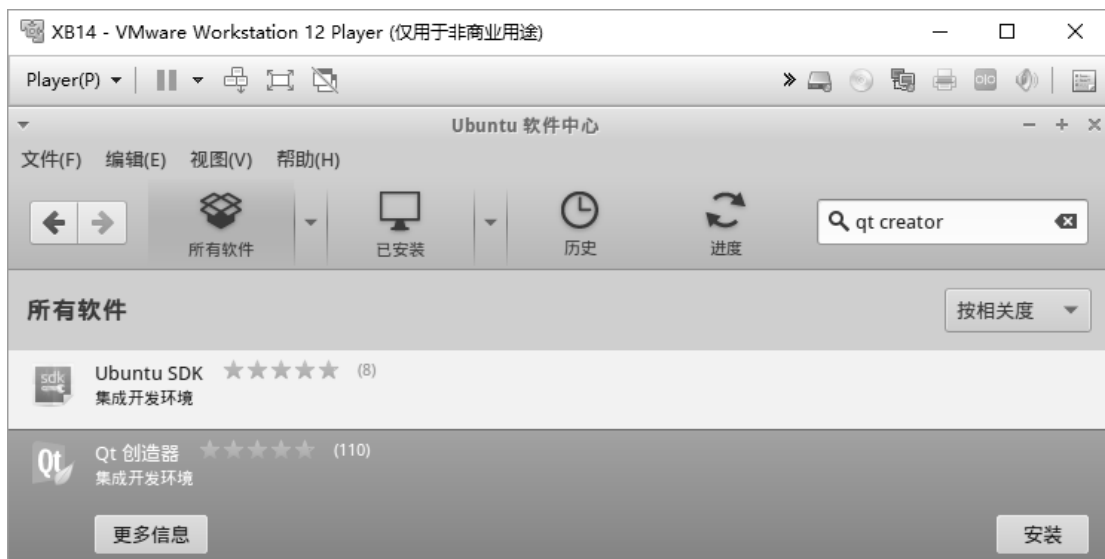 XB14 - VMware Workstation 12 Player (仅用于非商业用途)
Player(P)
Ubuntu 软件中心
文件(F) 编辑(E) 视图(V) 帮助(H)
所有软件 已安装 历史 进度 qt creator
所有软件 按相关度
sdk Ubuntu SDK (8)
集成开发环境
Qt Qt 创造器 (110)
集成开发环境
更多信息 安装